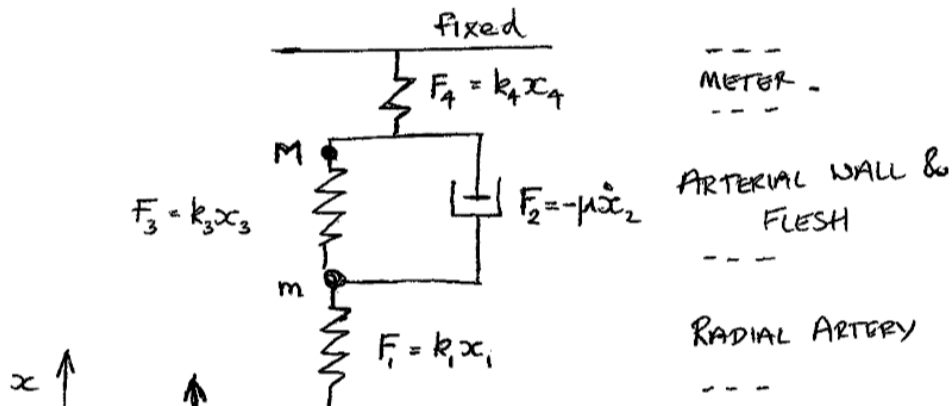 fixed
F₄ = k₄x₄
METER.
M
F₃ = k₃x₃
F₂ = -μẋ₂
ARTERIAL WALL &
FLESH
m
F₁ = k₁x₁
RADIAL ARTERY
x